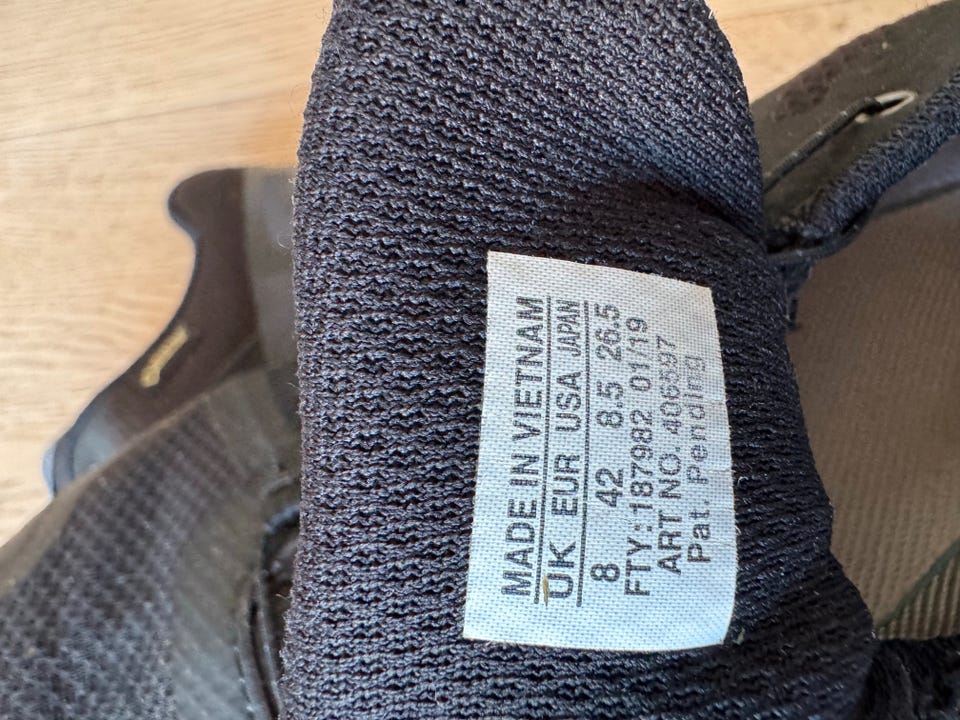 MADE IN VIETNAM
UK EUR USA JAPAN
8 42 8.5 26.5
FTY:187982 01/19
ART NO.
Pat. Pending